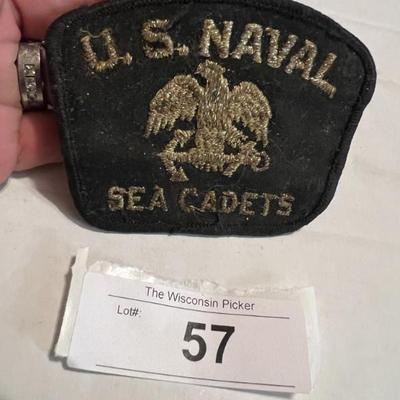 U.S. NAVAL
SEA CADETS
The Wisconsin Picker
Lot#:
57